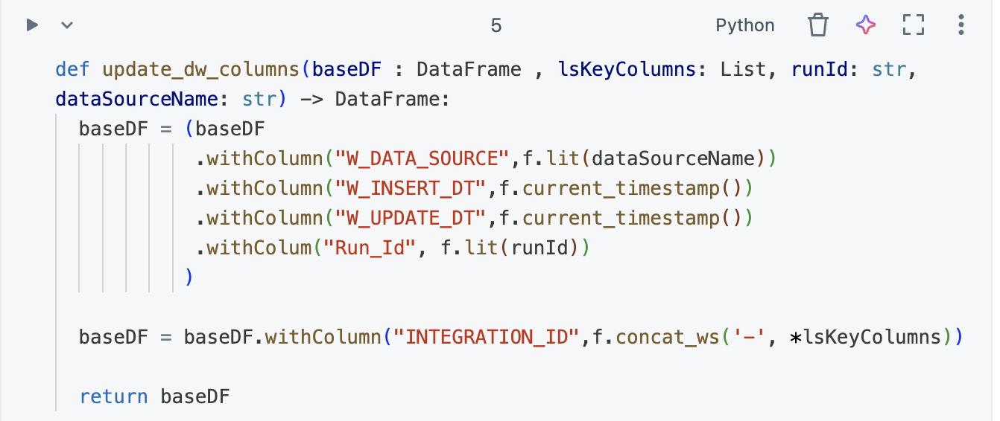 5 Python
def update_dw_columns(baseDF : DataFrame , lsKeyColumns: List, runId: str,
dataSourceName: str) -> DataFrame:
baseDF = (baseDF
.withColumn("W_DATA_SOURCE",f.lit(dataSourceName))
.withColumn("W_INSERT_DT",f.current_timestamp())
.withColumn("W_UPDATE_DT",f.current_timestamp())
.withColum("Run_Id", f.lit(runId))
)
baseDF = baseDF.withColumn("INTEGRATION_ID",f.concat_ws('-', *lsKeyColumns))
return baseDF